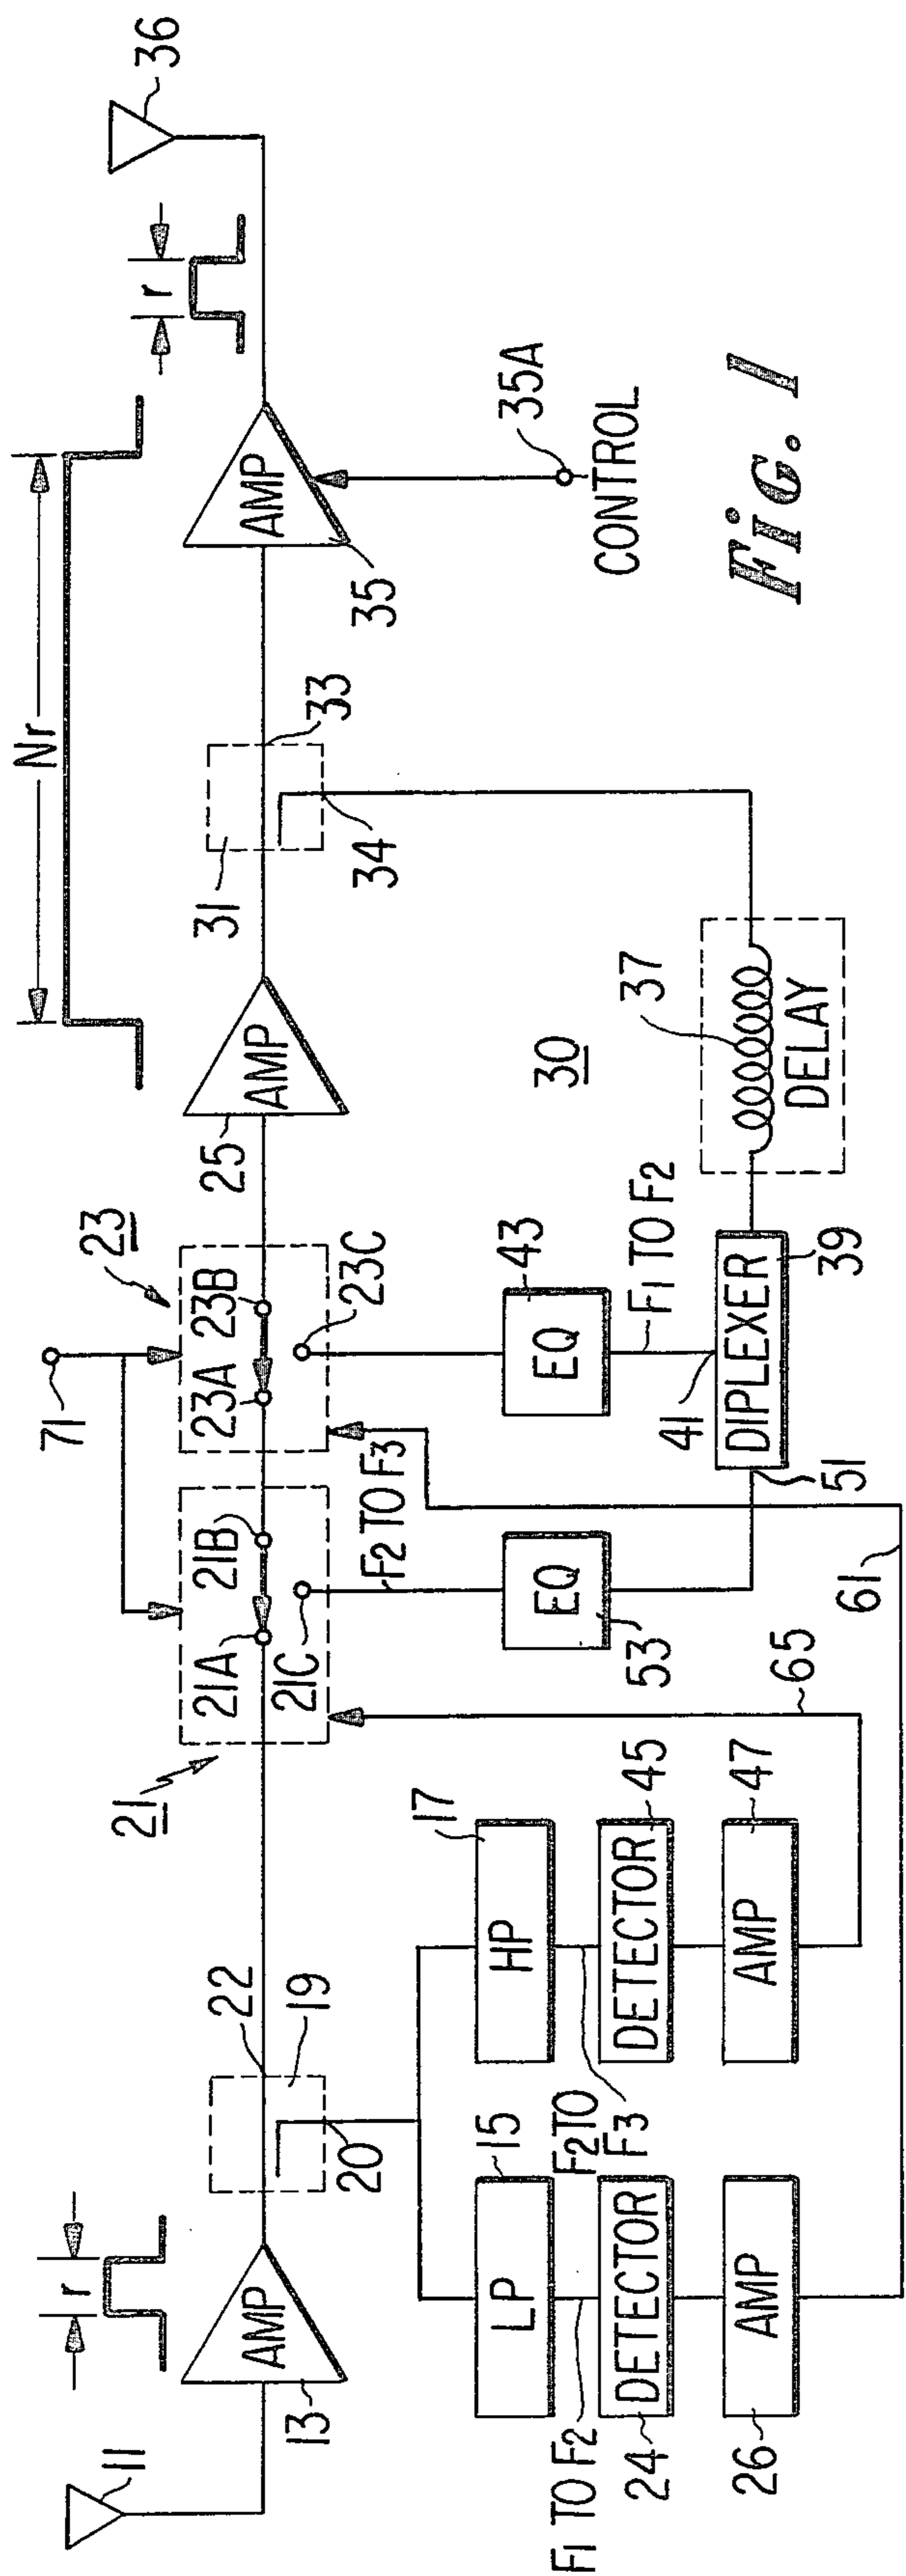 Nr
r
r
36
11
13
AMP
22
19
20
21
21A
21B
21C
71
23
23A
23B
23C
25
AMP
31
33
34
AMP
35
35A
CONTROL
30
F2 TO F3
EQ
53
EQ
43
F1 TO F2
41
51
DIPLEXER
39
37
DELAY
15
LP
17
HP
F1 TO F2
F2 TO
F3
24
DETECTOR
DETECTOR
45
26
AMP
AMP
47
65
61
FIG. 1